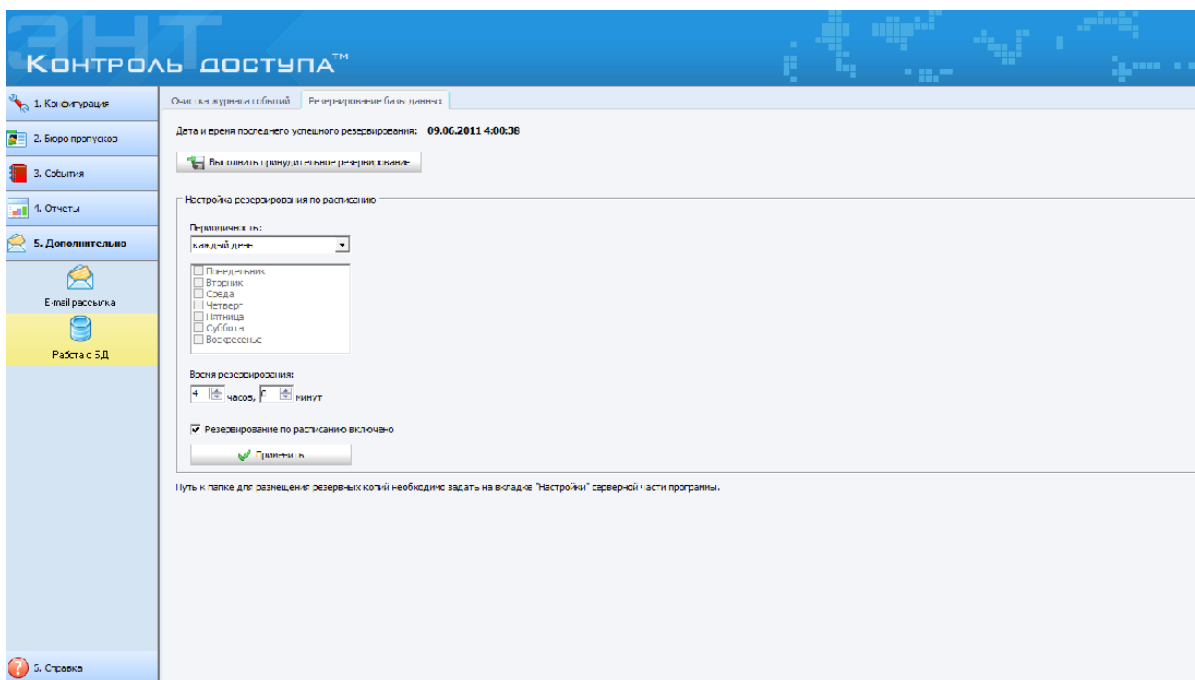 ЭНТ
Контроль доступа™
1. Конфигурация
2. Бюро пропусков
3. События
4. Отчеты
5. Дополнительно
E-mail рассылка
Работа с БД
6. Справка
Очистка журнала событий
Резервирование базы данных
Дата и время последнего успешного резервирования: 09.06.2011 4:00:38
Выполнить принудительное резервирование
Настройка резервирования по расписанию
Периодичность:
каждый день
Понедельник
Вторник
Среда
Четверг
Пятница
Суббота
Воскресенье
Время резервирования:
4 часов, 0 минут
Резервирование по расписанию включено
Применить
Путь к папке для размещения резервных копий необходимо задать на вкладке "Настройки" серверной части программы.